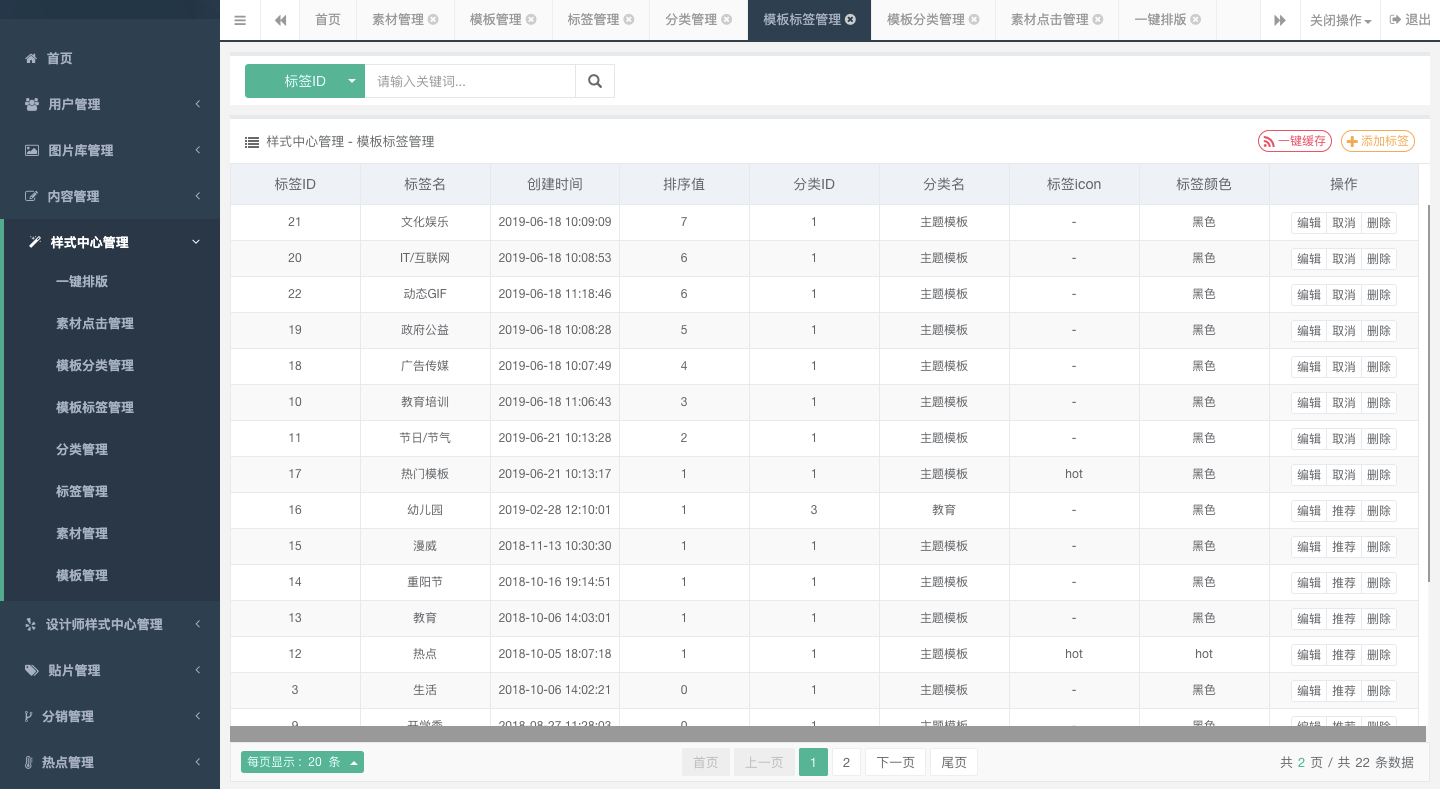 首页 素材管理 模板管理 标签管理 分类管理 模板标签管理 模板分类管理 素材点击管理 一键排版 关闭操作 退出
首页
用户管理
图片库管理
内容管理
样式中心管理
一键排版
素材点击管理
模板分类管理
模板标签管理
分类管理
标签管理
素材管理
模板管理
设计师样式中心管理
贴片管理
分销管理
热点管理
标签ID 请输入关键词...
样式中心管理 - 模板标签管理 一键缓存 添加标签
标签ID 标签名 创建时间 排序值 分类ID 分类名 标签icon 标签颜色 操作
21 文化娱乐 2019-06-18 10:09:09 7 1 主题模板 - 黑色 编辑 取消 删除
20 IT/互联网 2019-06-18 10:08:53 6 1 主题模板 - 黑色 编辑 取消 删除
22 动态GIF 2019-06-18 11:18:46 6 1 主题模板 - 黑色 编辑 取消 删除
19 政府公益 2019-06-18 10:08:28 5 1 主题模板 - 黑色 编辑 取消 删除
18 广告传媒 2019-06-18 10:07:49 4 1 主题模板 - 黑色 编辑 取消 删除
10 教育培训 2019-06-18 11:06:43 3 1 主题模板 - 黑色 编辑 取消 删除
11 节日/节气 2019-06-21 10:13:28 2 1 主题模板 - 黑色 编辑 取消 删除
17 热门模板 2019-06-21 10:13:17 1 1 主题模板 hot 黑色 编辑 取消 删除
16 幼儿园 2019-02-28 12:10:01 1 3 教育 - 黑色 编辑 推荐 删除
15 漫威 2018-11-13 10:30:30 1 1 主题模板 - 黑色 编辑 推荐 删除
14 重阳节 2018-10-16 19:14:51 1 1 主题模板 - 黑色 编辑 推荐 删除
13 教育 2018-10-06 14:03:01 1 1 主题模板 - 黑色 编辑 推荐 删除
12 热点 2018-10-05 18:07:18 1 1 主题模板 hot hot 编辑 推荐 删除
3 生活 2018-10-06 14:02:21 0 1 主题模板 - 黑色 编辑 推荐 删除
9 开学季 2018-08-27 11:28:03 0 1 主题模板 - 黑色 编辑 推荐 删除
每页显示：20 条 首页 上一页 1 2 下一页 尾页 共 2 页 / 共 22 条数据